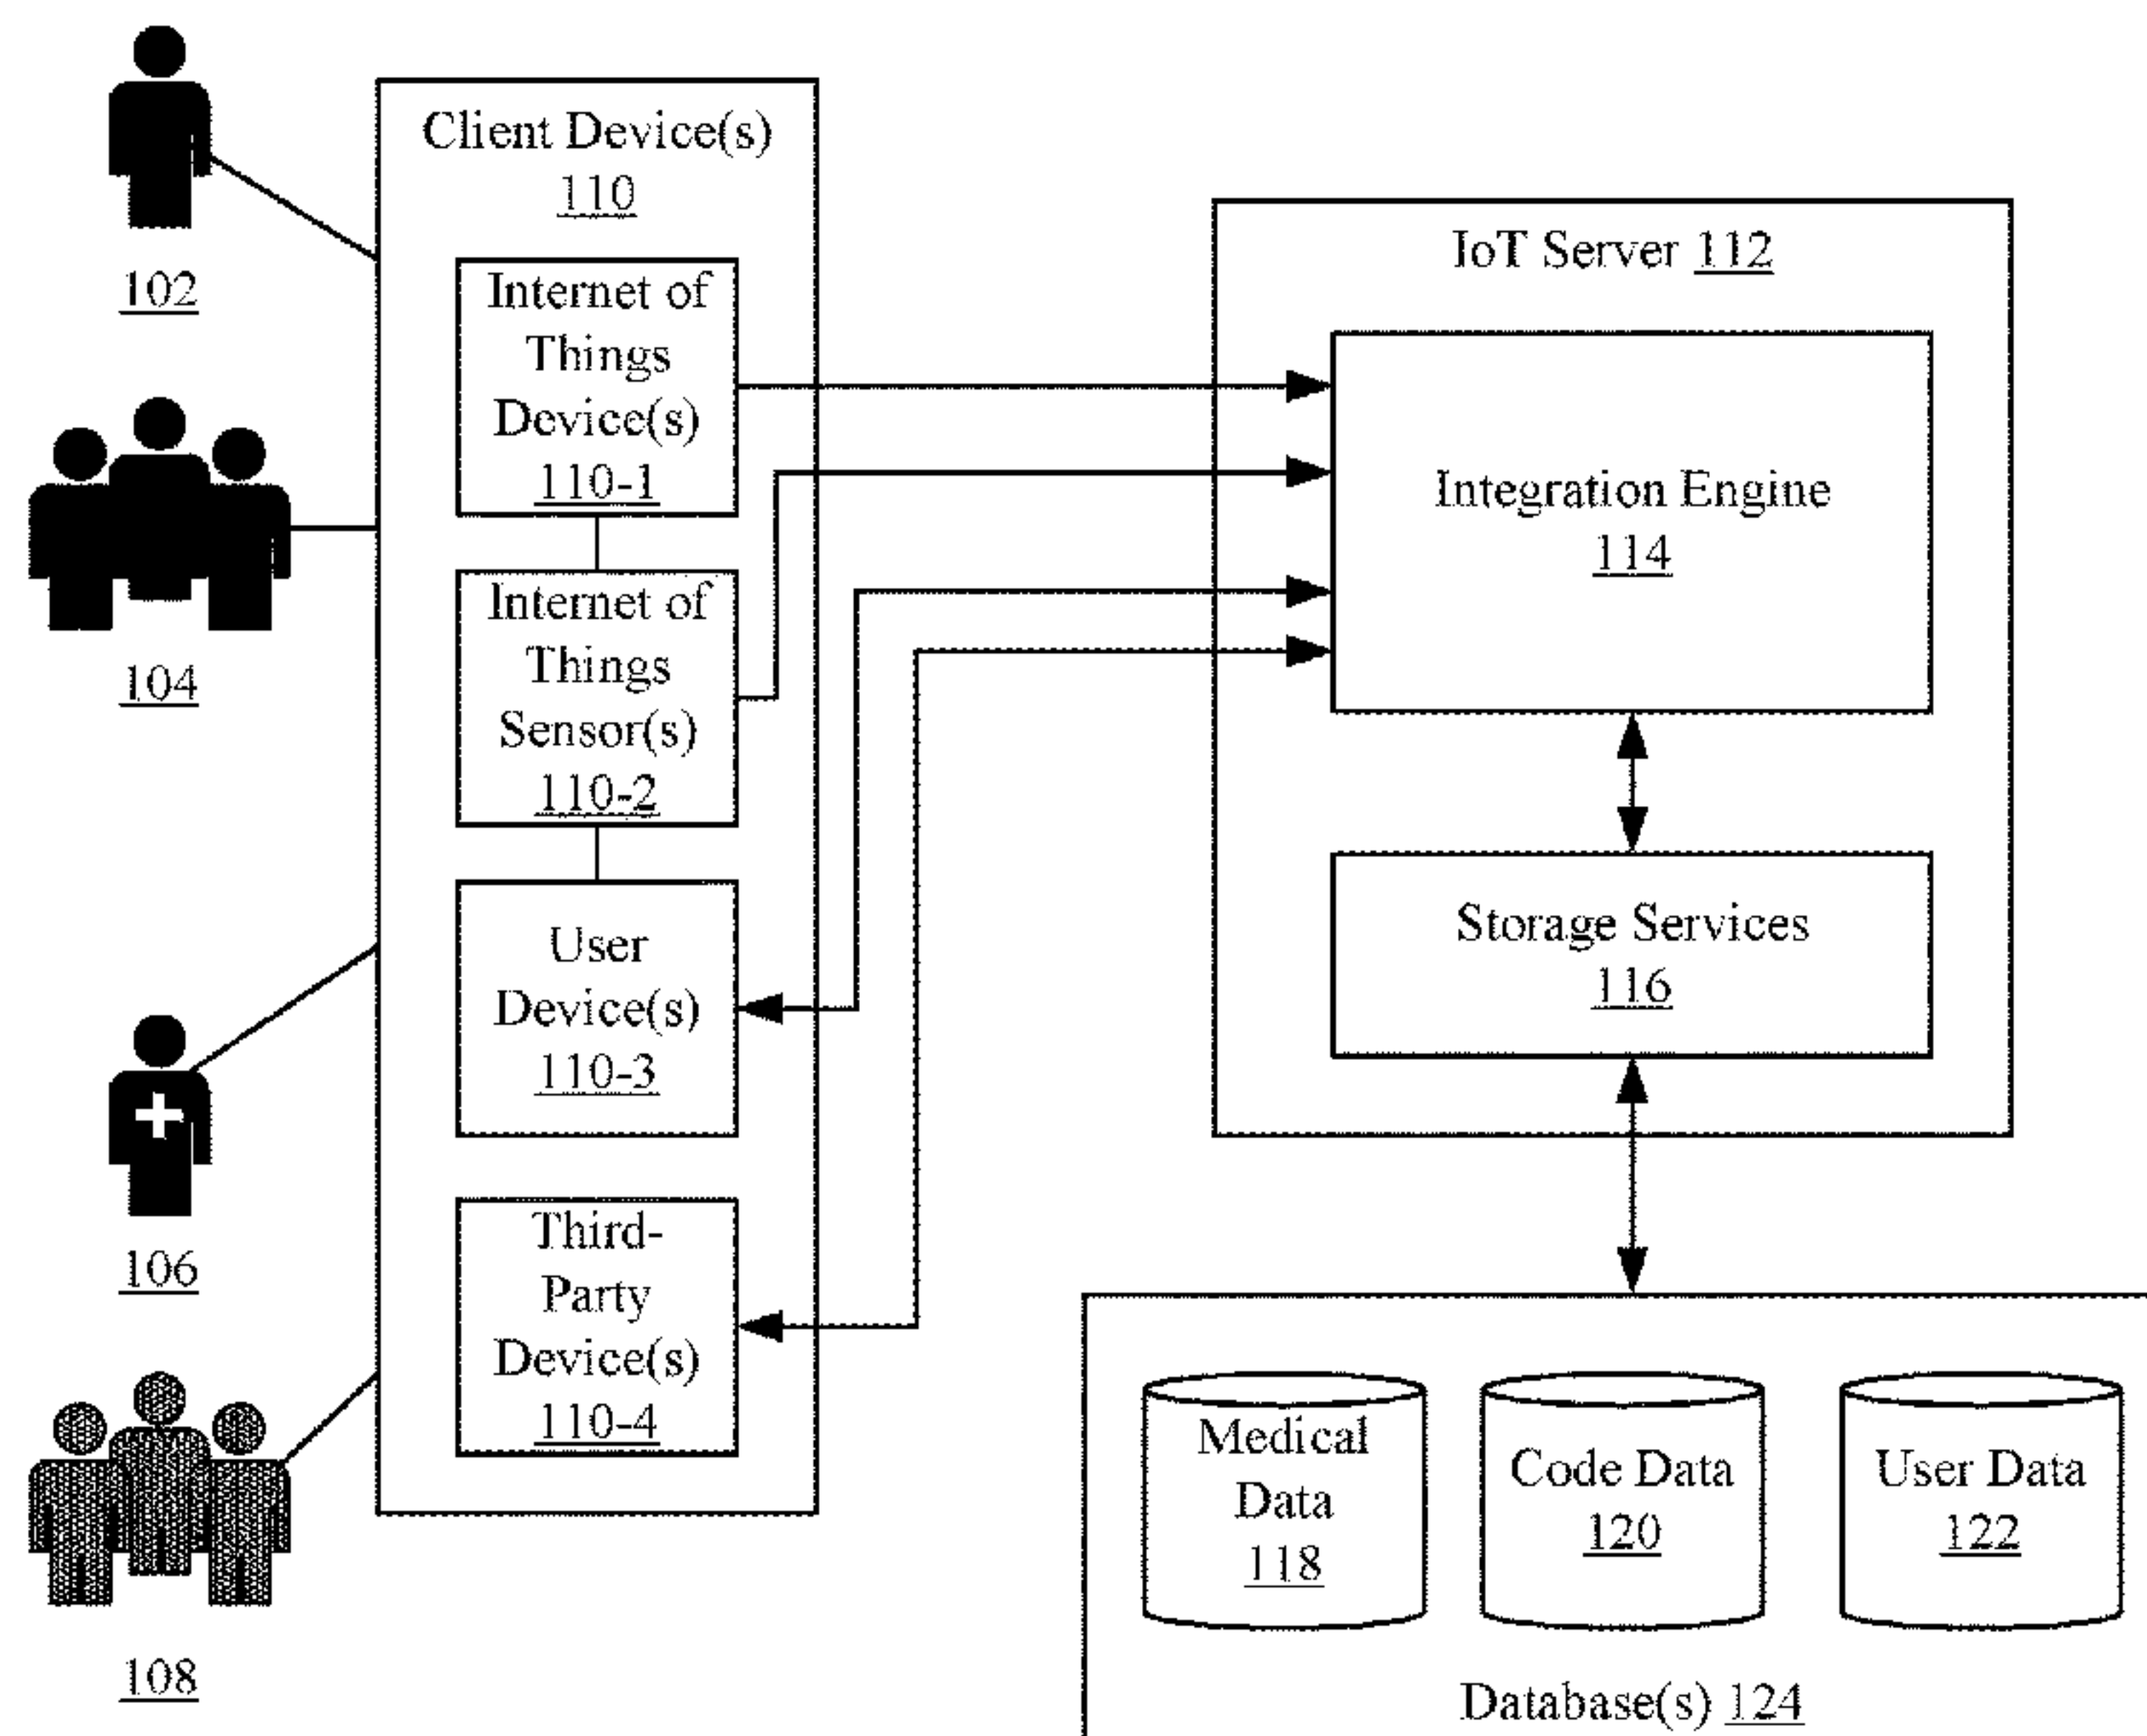 102
104
106
108
Client Device(s)
110
Internet of
Things
Device(s)
110-1
Internet of
Things
Sensor(s)
110-2
User
Device(s)
110-3
Third-
Party
Device(s)
110-4
IoT Server 112
Integration Engine
114
Storage Services
116
Medical
Data
118
Code Data
120
User Data
122
Database(s) 124